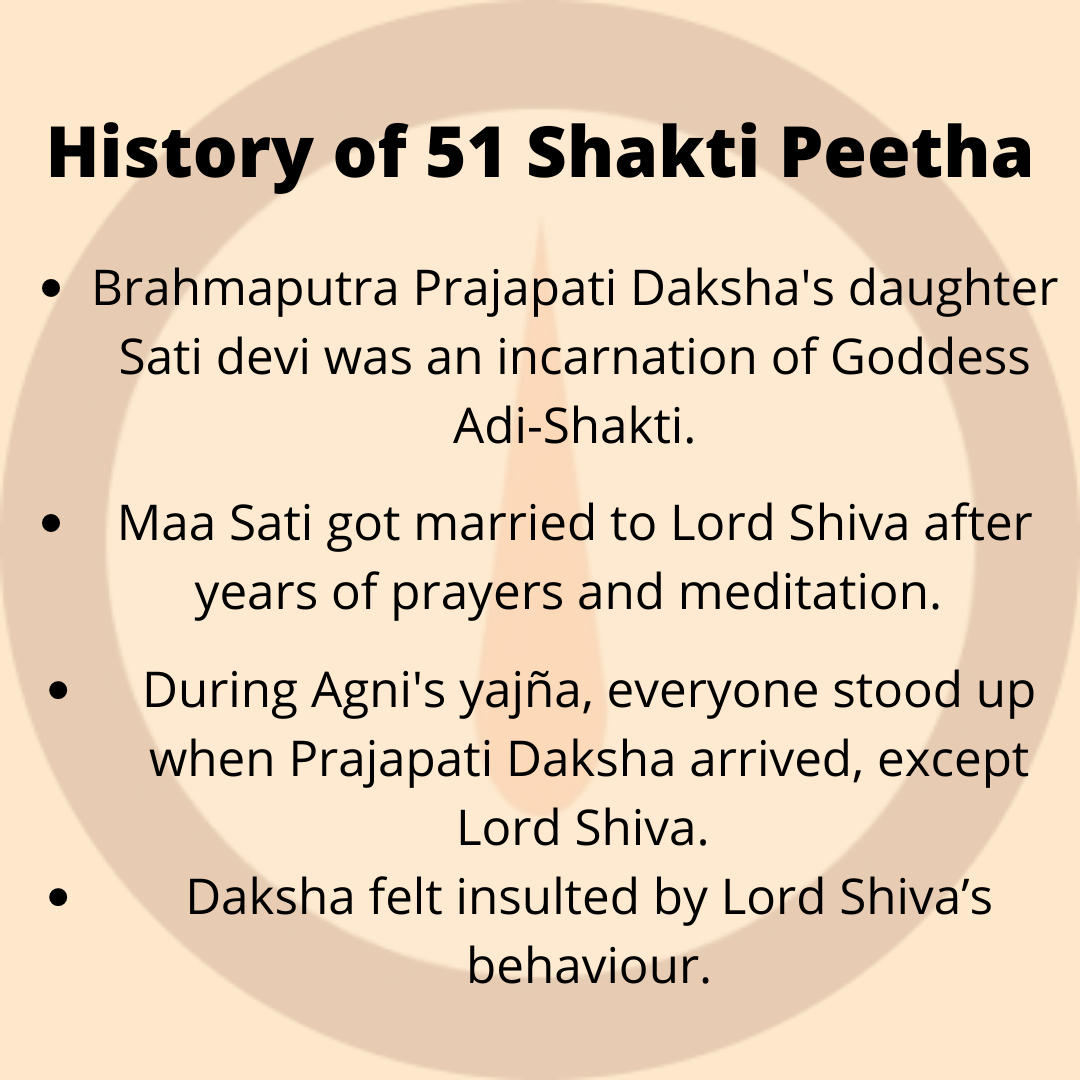 History of 51 Shakti Peetha
• Brahmaputra Prajapati Daksha's daughter
Sati devi was an incarnation of Goddess
Adi-Shakti.
• Maa Sati got married to Lord Shiva after
years of prayers and meditation.
• During Agni's yajña, everyone stood up
when Prajapati Daksha arrived, except
Lord Shiva.
• Daksha felt insulted by Lord Shiva’s
behaviour.